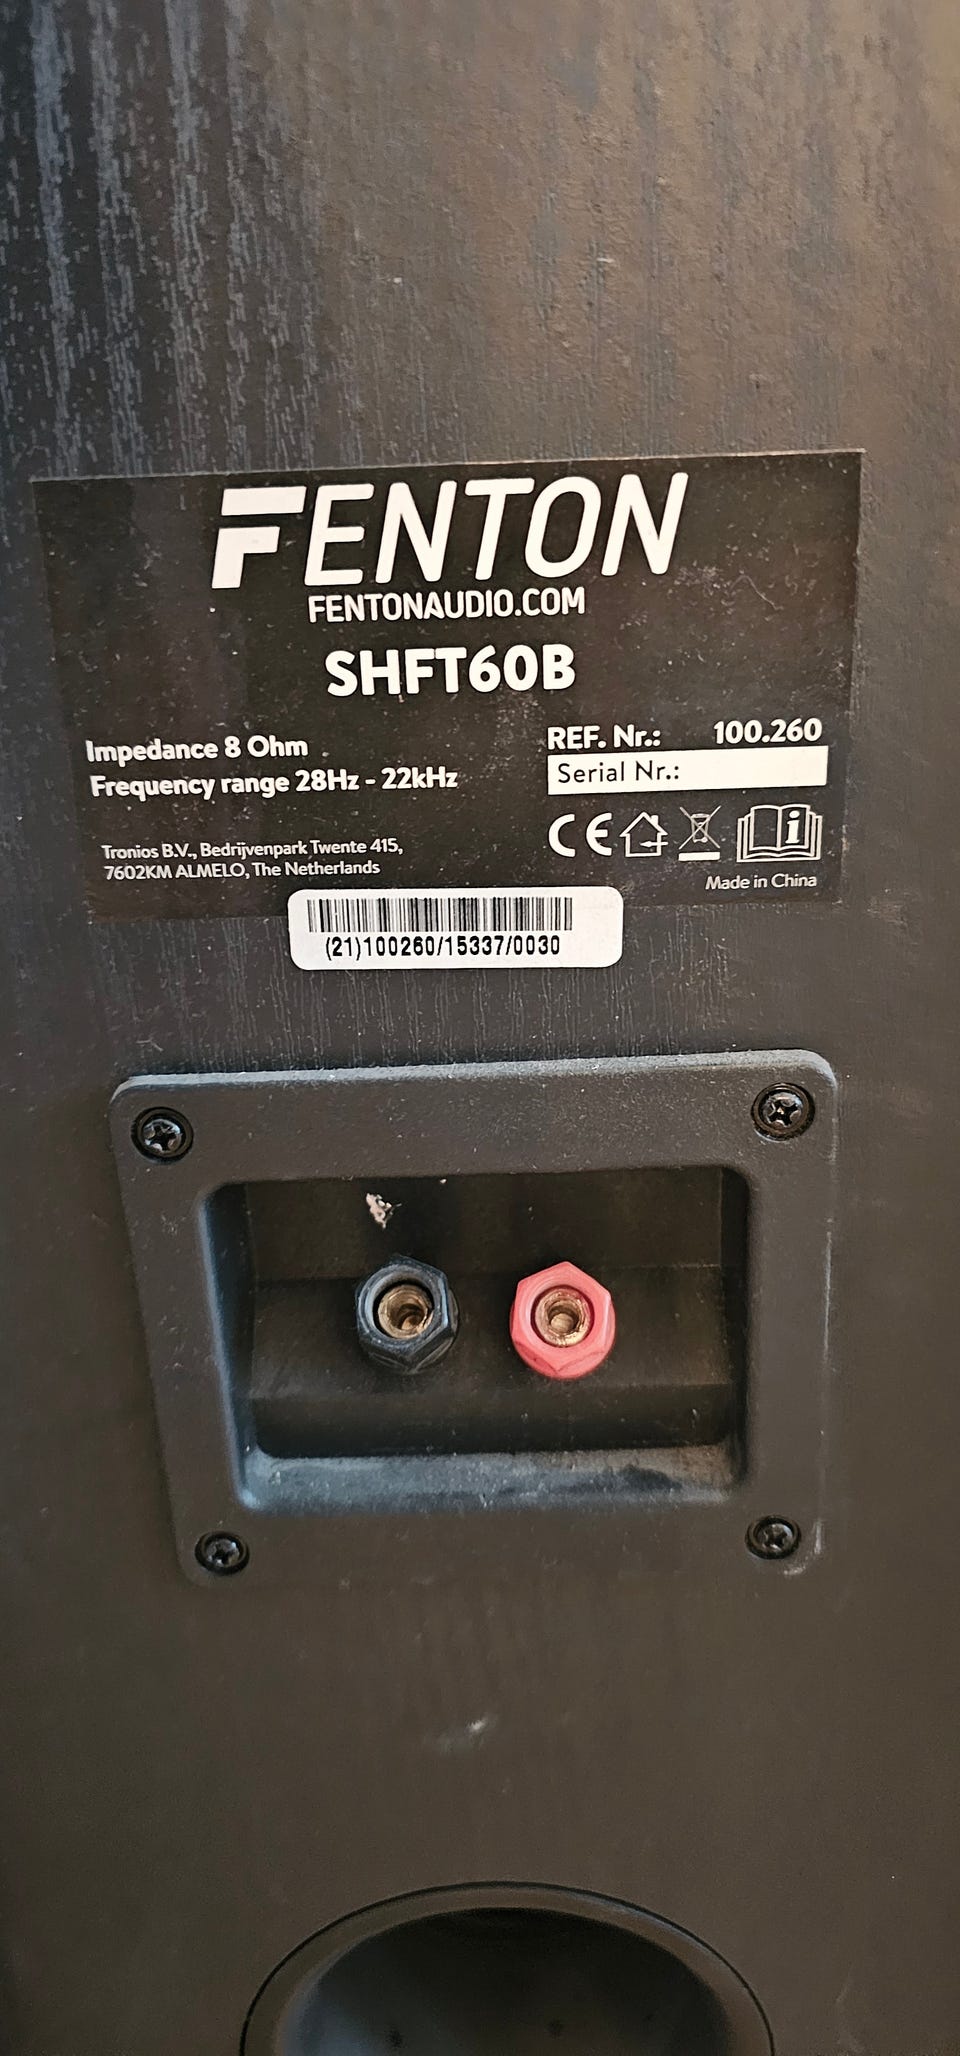 FENTON
FENTONAUDIO.COM
SHFT60B
Impedance 8 Ohm
Frequency range 28Hz - 22kHz
REF. Nr.: 100.260
Serial Nr.:
Tronios B.V., Bedrijvenpark Twente 415,
7602KM ALMELO, The Netherlands
CE
i
Made in China
(21)100260/15337/0030